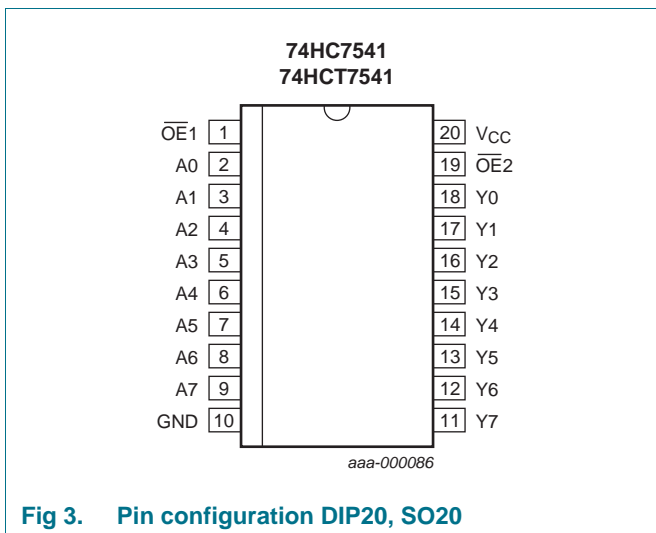 74HC7541
74HCT7541
O̅E̅1 1 20 VCC
A0 2 19 O̅E̅2
A1 3 18 Y0
A2 4 17 Y1
A3 5 16 Y2
A4 6 15 Y3
A5 7 14 Y4
A6 8 13 Y5
A7 9 12 Y6
GND 10 11 Y7
aaa-000086
Fig 3. Pin configuration DIP20, SO20